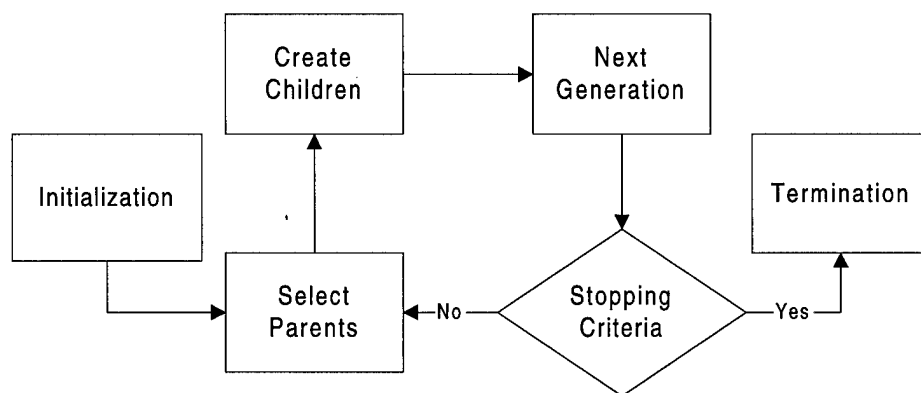 Create
Children
Next
Generation
Initialization
Termination
Select
Parents
No
Stopping
Criteria
Yes